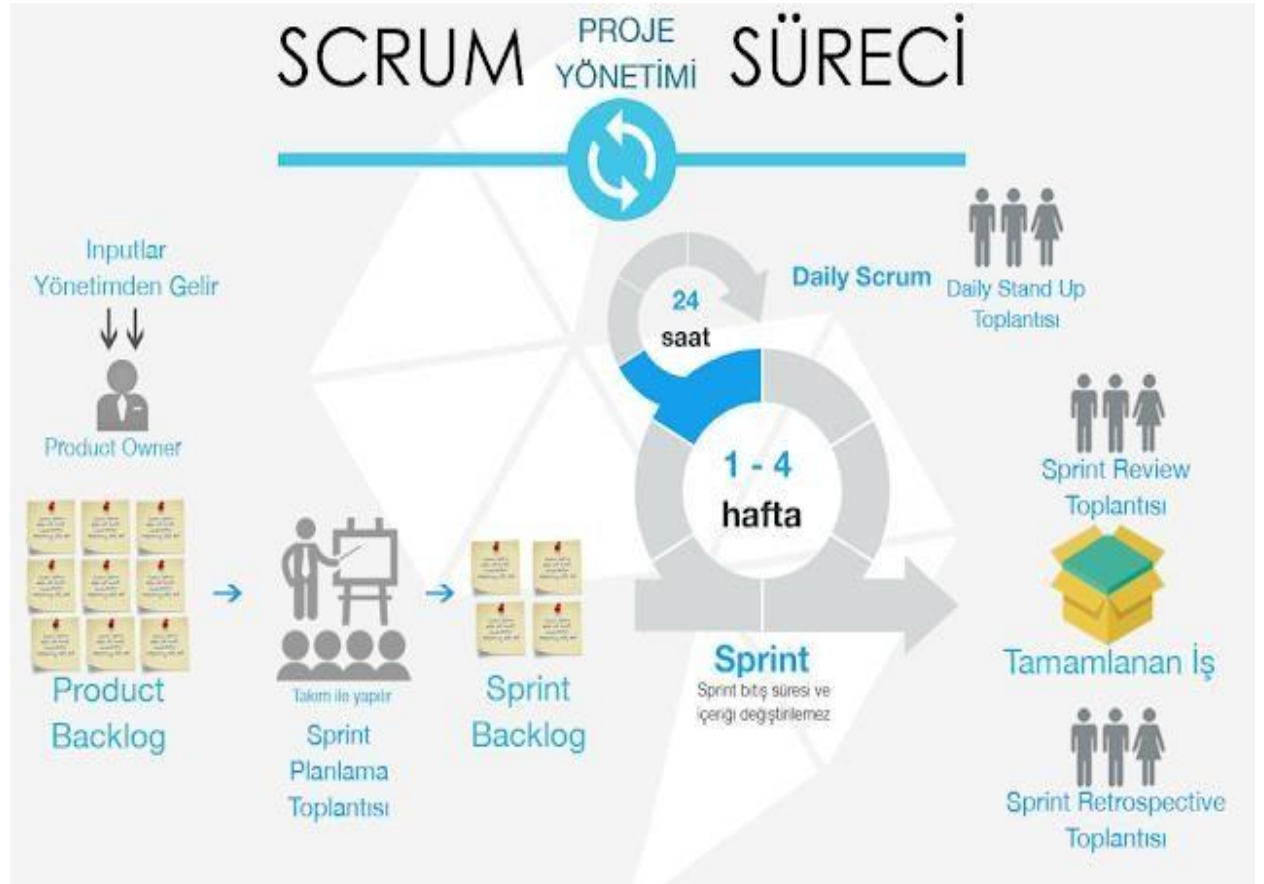 SCRUM PROJE YÖNETİMİ SÜRECİ
Inputlar
Yönetimden Gelir
Product Owner
Product
Backlog
Takım ile yapılır
Sprint
Planlama
Toplantısı
Sprint
Backlog
24
saat
1 - 4
hafta
Sprint
Sprint bitiş süresi ve
içeriği değiştirilemez
Daily Scrum
Daily Stand Up
Toplantısı
Sprint Review
Toplantısı
Tamamlanan İş
Sprint Retrospective
Toplantısı